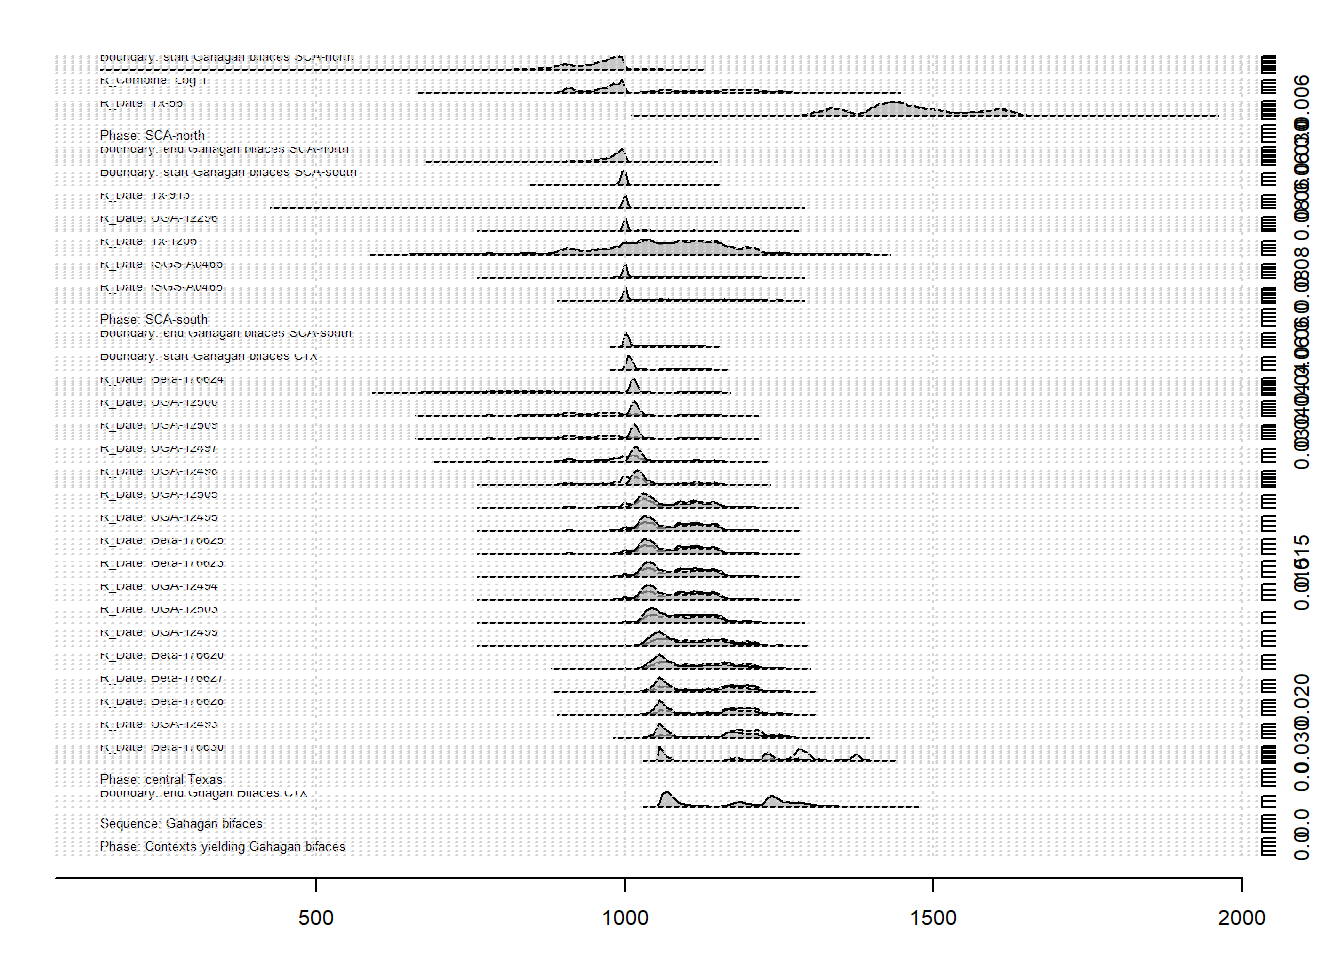 Boundary: start Gahagan bifaces SCA-north
R_Combine: Log 1
R_Date: Tx-55
Phase: SCA-north
Boundary: end Gahagan bifaces SCA-north
Boundary: start Gahagan bifaces SCA-south
R_Date: Tx-913
R_Date: UGA-12296
R_Date: Tx-1206
R_Date: ISGS-A0466
R_Date: ISGS-A0465
Phase: SCA-south
Boundary: end Gahagan bifaces SCA-south
Boundary: start Gahagan bifaces CTX
R_Date: Beta-176624
R_Date: UGA-12500
R_Date: UGA-12509
R_Date: UGA-12497
R_Date: UGA-12498
R_Date: UGA-12505
R_Date: UGA-12495
R_Date: Beta-176625
R_Date: Beta-176623
R_Date: UGA-12494
R_Date: UGA-12503
R_Date: UGA-12499
R_Date: Beta-176620
R_Date: Beta-176627
R_Date: Beta-176628
R_Date: UGA-12493
R_Date: Beta-176630
Phase: central Texas
Boundary: end Ghagan Bifaces CTX
Sequence: Gahagan bifaces
Phase: Contexts yielding Gahagan bifaces
500 1000 1500 2000